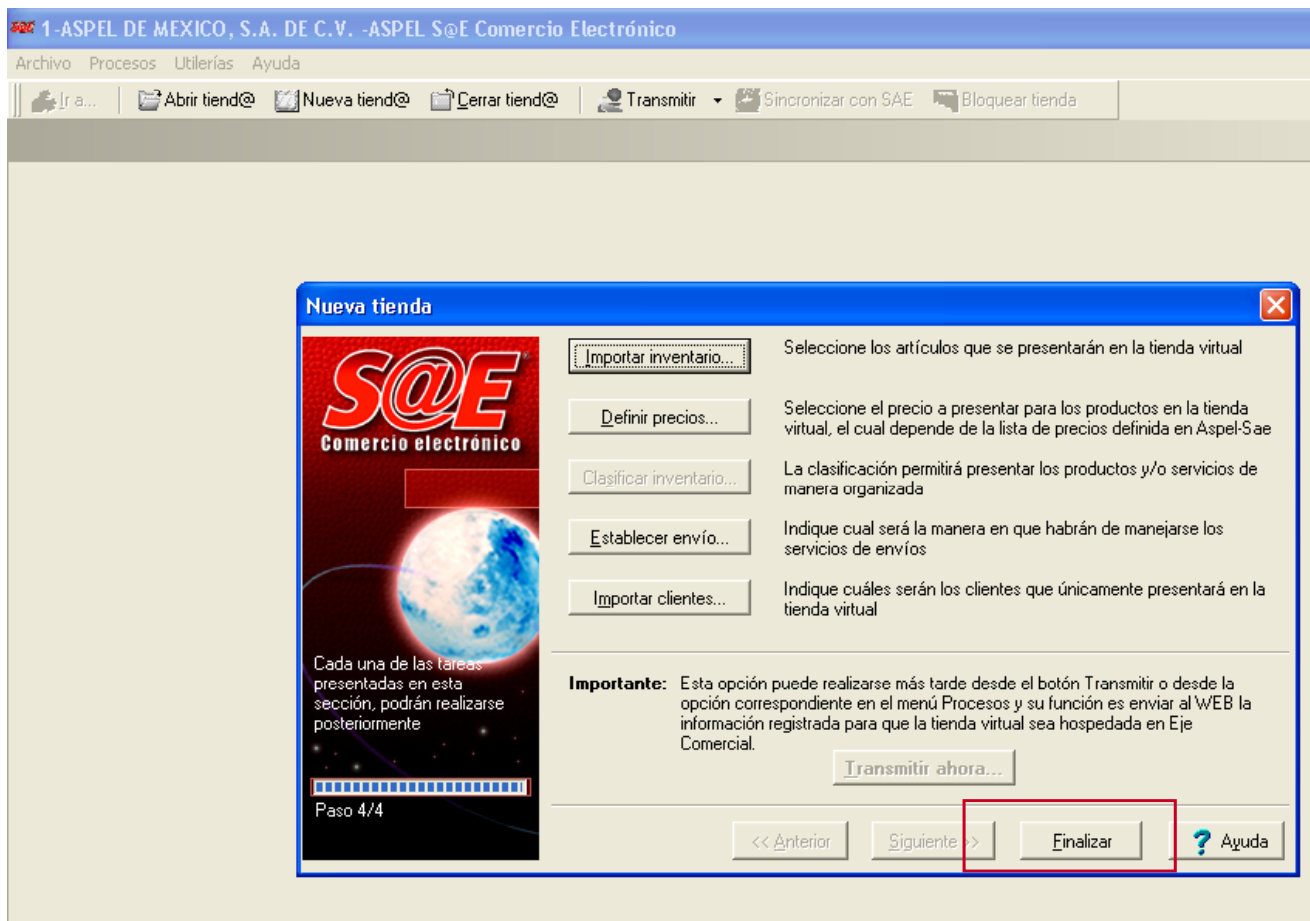 1-ASPEL DE MEXICO, S.A. DE C.V. -ASPEL S@E Comercio Electrónico
Archivo Procesos Utilerías Ayuda
Ir a... Abrir tiend@ Nueva tiend@ Cerrar tiend@ Transmitir Sincronizar con SAE Bloquear tienda
Nueva tienda
S@E
Comercio electrónico
Cada una de las tareas
presentadas en esta
sección, podrán realizarse
posteriormente
Paso 4/4
Importar inventario...
Seleccione los artículos que se presentarán en la tienda virtual
Definir precios...
Seleccione el precio a presentar para los productos en la tienda
virtual, el cual depende de la lista de precios definida en Aspel-Sae
Clasificar inventario...
La clasificación permitirá presentar los productos y/o servicios de
manera organizada
Establecer envío...
Indique cual será la manera en que habrán de manejarse los
servicios de envíos
Importar clientes...
Indique cuáles serán los clientes que únicamente presentará en la
tienda virtual
Importante: Esta opción puede realizarse más tarde desde el botón Transmitir o desde la
opción correspondiente en el menú Procesos y su función es enviar al WEB la
información registrada para que la tienda virtual sea hospedada en Eje
Comercial.
Transmitir ahora...
<< Anterior Siguiente >> Finalizar ? Ayuda